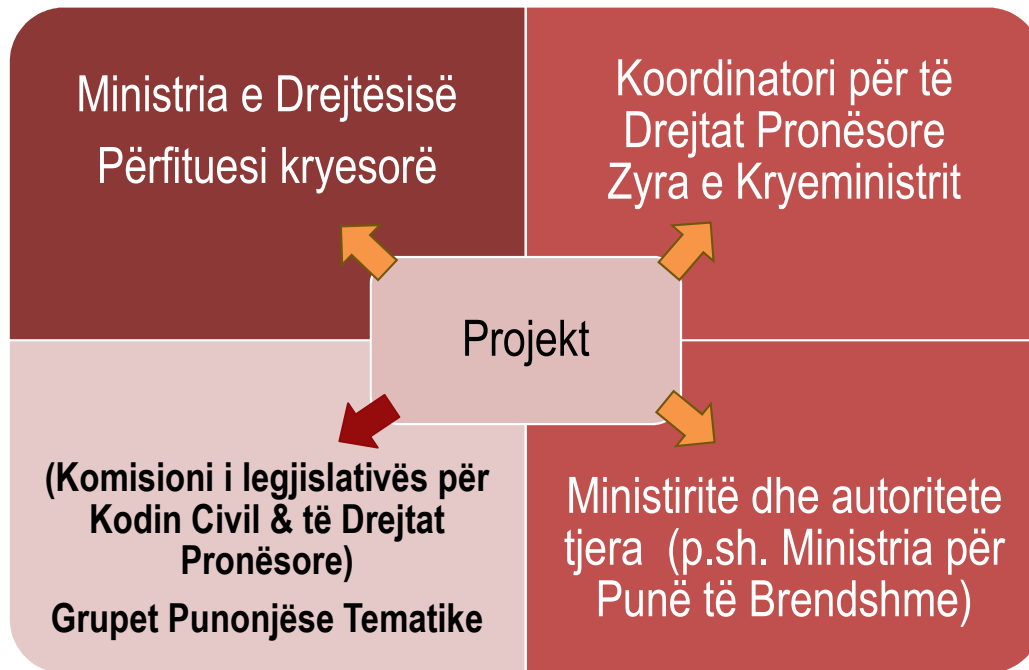 Ministria e Drejtësisë
Përfituesi kryesorë
Koordinatori për të
Drejtat Pronësore
Zyra e Kryeministrit
Projekt
(Komisioni i legjislativës për
Kodin Civil & të Drejtat
Pronësore)
Grupet Punonjëse Tematike
Ministiritë dhe autoritete
tjera (p.sh. Ministria për
Punë të Brendshme)